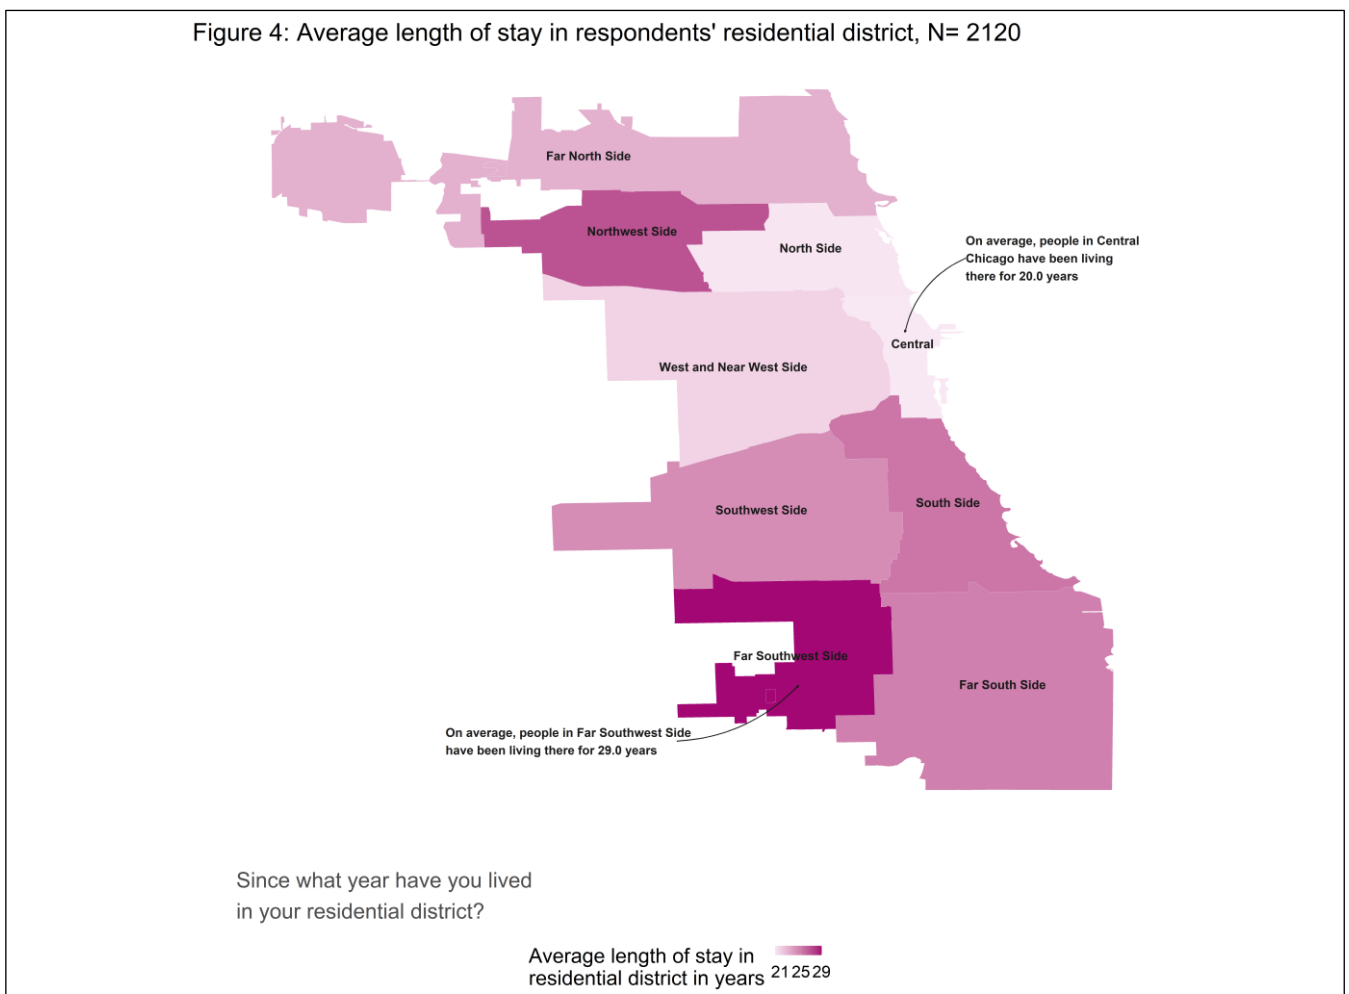 Figure 4: Average length of stay in respondents' residential district, N= 2120
Far North Side
Northwest Side
North Side
On average, people in Central
Chicago have been living
there for 20.0 years
Central
West and Near West Side
South Side
Southwest Side
Far Southwest Side
Far South Side
On average, people in Far Southwest Side
have been living there for 29.0 years
Since what year have you lived
in your residential district?
Average length of stay in
residential district in years
21 25 29